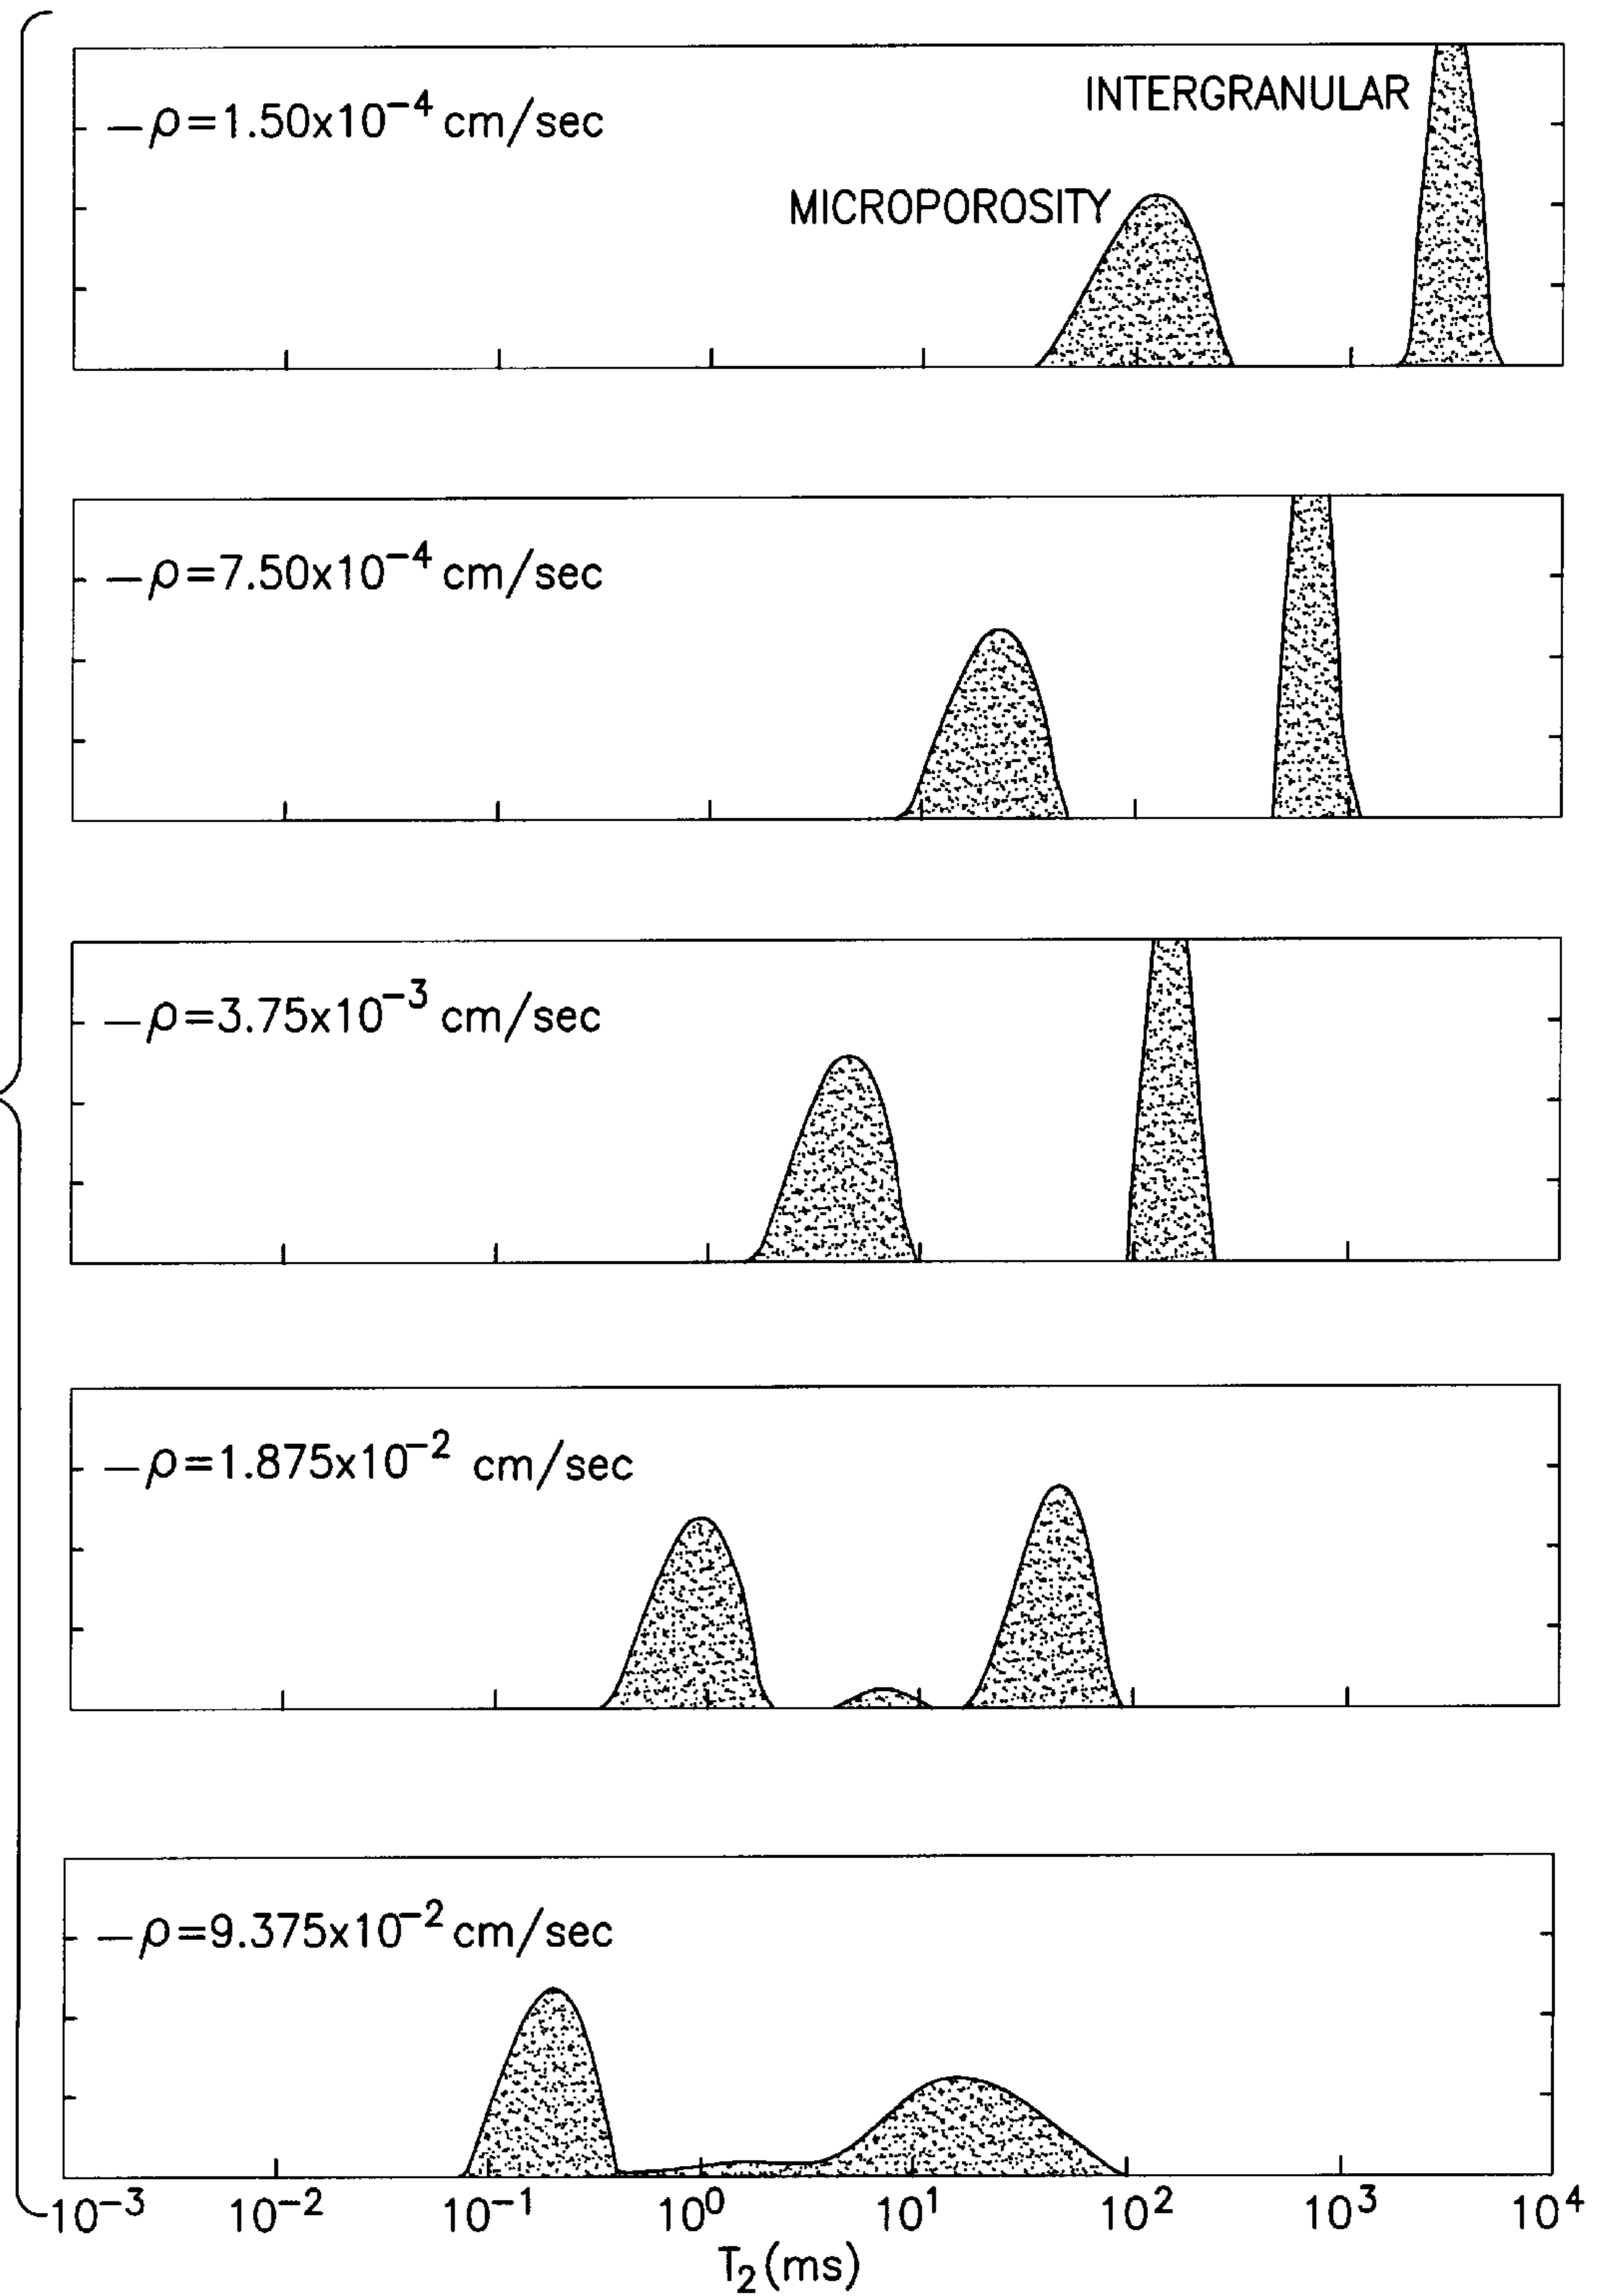 INTERGRANULAR
—ρ=1.50x10⁻⁴ cm/sec
MICROPOROSITY
—ρ=7.50x10⁻⁴ cm/sec
—ρ=3.75x10⁻³ cm/sec
—ρ=1.875x10⁻² cm/sec
—ρ=9.375x10⁻² cm/sec
10⁻³ 10⁻² 10⁻¹ 10⁰ 10¹ 10² 10³ 10⁴
T₂(ms)